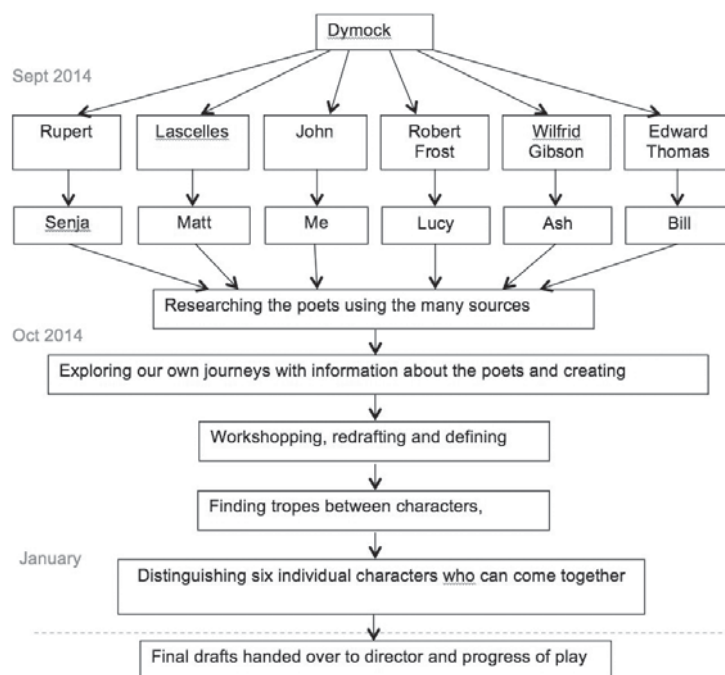 Dymock
Sept 2014
Rupert
Lascelles
John
Robert
Frost
Wilfrid
Gibson
Edward
Thomas
Senja
Matt
Me
Lucy
Ash
Bill
Researching the poets using the many sources
Oct 2014
Exploring our own journeys with information about the poets and creating
Workshopping, redrafting and defining
Finding tropes between characters,
January
Distinguishing six individual characters who can come together
Final drafts handed over to director and progress of play